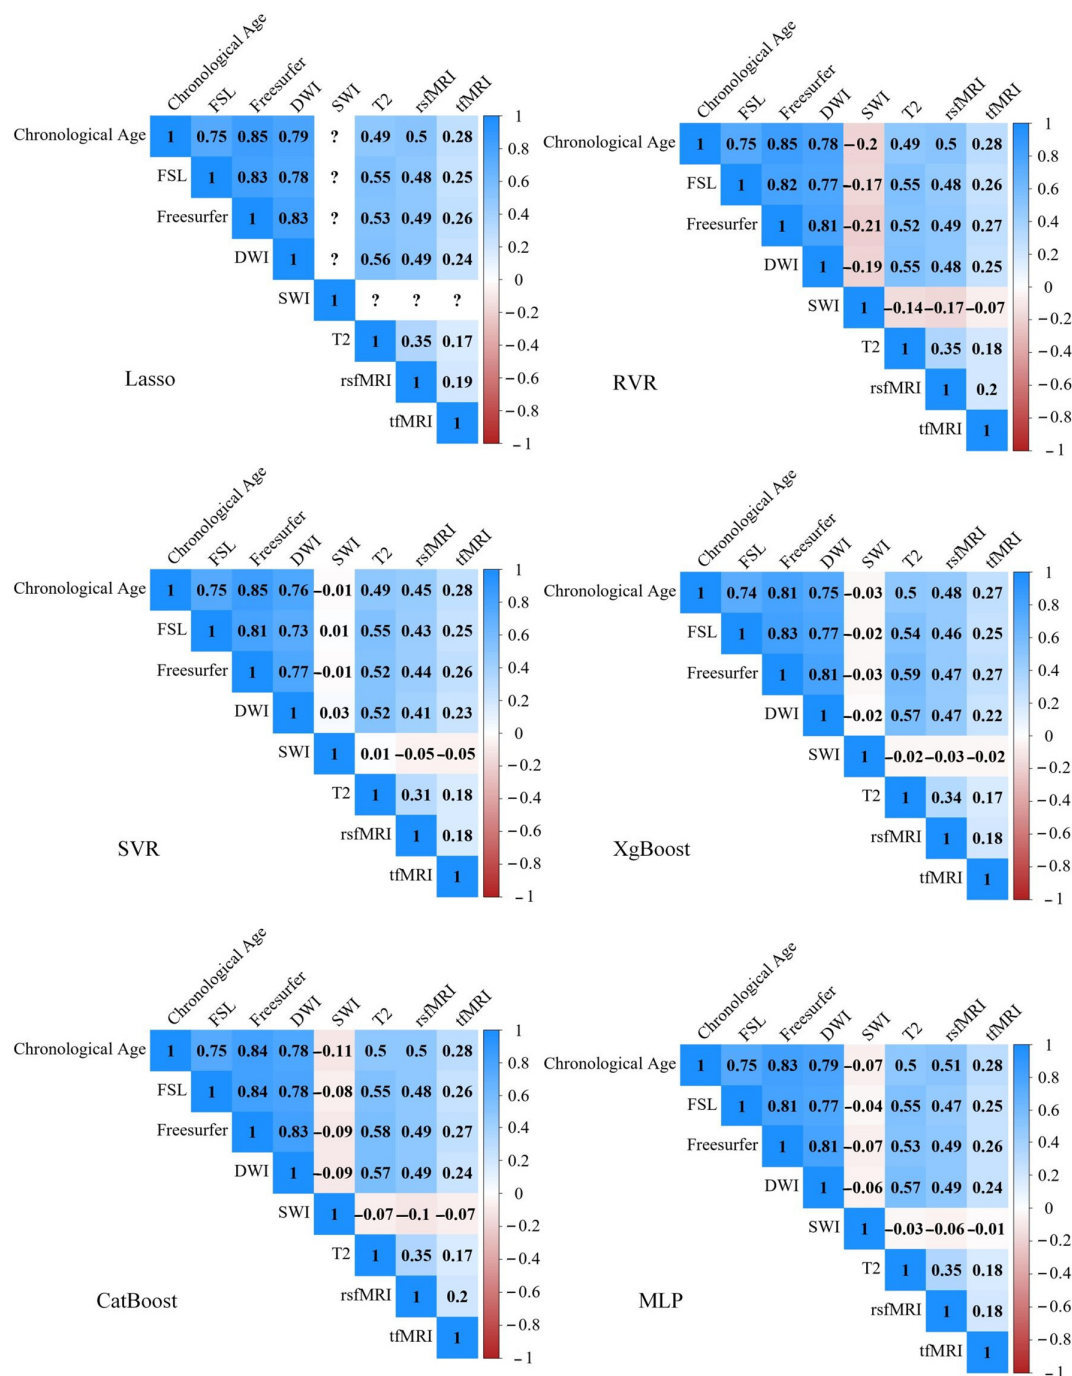 Chronological Age FSL Freesurfer DWI SWI T2 rsfMRI tfMRI
Chronological Age 1 0.75 0.85 0.79 ? 0.49 0.5 0.28
FSL 1 0.83 0.78 ? 0.55 0.48 0.25
Freesurfer 1 0.83 ? 0.53 0.49 0.26
DWI 1 ? 0.56 0.49 0.24
SWI 1 ? ? ?
T2 1 0.35 0.17
rsfMRI 1 0.19
tfMRI 1
1
0.8
0.6
0.4
0.2
0
−0.2
−0.4
−0.6
−0.8
−1
Lasso
Chronological Age FSL Freesurfer DWI SWI T2 rsfMRI tfMRI
Chronological Age 1 0.75 0.85 0.78 −0.2 0.49 0.5 0.28
FSL 1 0.82 0.77 −0.17 0.55 0.48 0.26
Freesurfer 1 0.81 −0.21 0.52 0.49 0.27
DWI 1 −0.19 0.55 0.48 0.25
SWI 1 −0.14 −0.17 −0.07
T2 1 0.35 0.18
rsfMRI 1 0.2
tfMRI 1
1
0.8
0.6
0.4
0.2
0
−0.2
−0.4
−0.6
−0.8
−1
RVR
Chronological Age FSL Freesurfer DWI SWI T2 rsfMRI tfMRI
Chronological Age 1 0.75 0.85 0.76 −0.01 0.49 0.45 0.28
FSL 1 0.81 0.73 0.01 0.55 0.43 0.25
Freesurfer 1 0.77 −0.01 0.52 0.44 0.26
DWI 1 0.03 0.52 0.41 0.23
SWI 1 0.01 −0.05 −0.05
T2 1 0.31 0.18
rsfMRI 1 0.18
tfMRI 1
1
0.8
0.6
0.4
0.2
0
−0.2
−0.4
−0.6
−0.8
−1
SVR
Chronological Age FSL Freesurfer DWI SWI T2 rsfMRI tfMRI
Chronological Age 1 0.74 0.81 0.75 −0.03 0.5 0.48 0.27
FSL 1 0.83 0.77 −0.02 0.54 0.46 0.25
Freesurfer 1 0.81 −0.03 0.59 0.47 0.27
DWI 1 −0.02 0.57 0.47 0.22
SWI 1 −0.02 −0.03 −0.02
T2 1 0.34 0.17
rsfMRI 1 0.18
tfMRI 1
1
0.8
0.6
0.4
0.2
0
−0.2
−0.4
−0.6
−0.8
−1
XgBoost
Chronological Age FSL Freesurfer DWI SWI T2 rsfMRI tfMRI
Chronological Age 1 0.75 0.84 0.78 −0.11 0.5 0.5 0.28
FSL 1 0.84 0.78 −0.08 0.55 0.48 0.26
Freesurfer 1 0.83 −0.09 0.58 0.49 0.27
DWI 1 −0.09 0.57 0.49 0.24
SWI 1 −0.07 −0.1 −0.07
T2 1 0.35 0.17
rsfMRI 1 0.2
tfMRI 1
1
0.8
0.6
0.4
0.2
0
−0.2
−0.4
−0.6
−0.8
−1
CatBoost
Chronological Age FSL Freesurfer DWI SWI T2 rsfMRI tfMRI
Chronological Age 1 0.75 0.83 0.79 −0.07 0.5 0.51 0.28
FSL 1 0.81 0.77 −0.04 0.55 0.47 0.25
Freesurfer 1 0.81 −0.07 0.53 0.49 0.26
DWI 1 −0.06 0.57 0.49 0.24
SWI 1 −0.03 −0.06 −0.01
T2 1 0.35 0.18
rsfMRI 1 0.18
tfMRI 1
1
0.8
0.6
0.4
0.2
0
−0.2
−0.4
−0.6
−0.8
−1
MLP